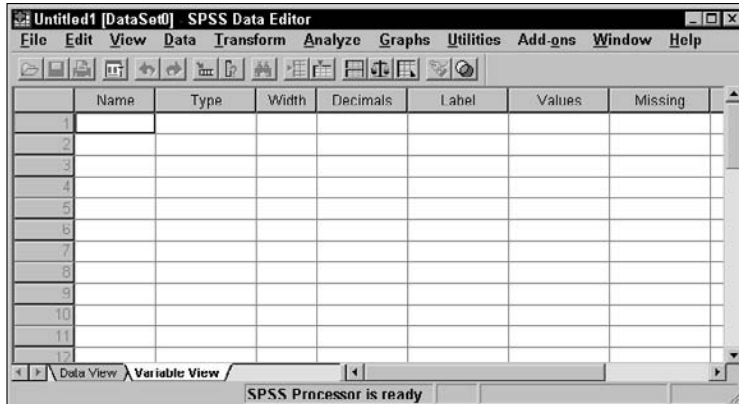 Untitled1 [DataSet0] - SPSS Data Editor
File Edit View Data Transform Analyze Graphs Utilities Add-ons Window Help
Name Type Width Decimals Label Values Missing
1
2
3
4
5
6
7
8
9
10
11
12
Data View Variable View
SPSS Processor is ready